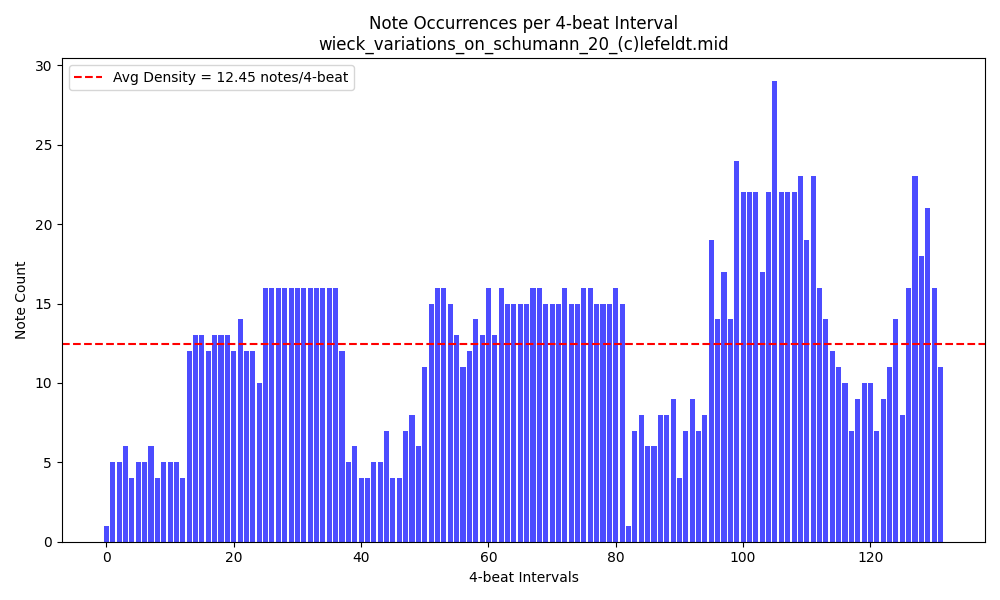 Note Occurrences per 4-beat Interval
wieck_variations_on_schumann_20_(c)lefeldt.mid
Avg Density = 12.45 notes/4-beat
30
25
20
15
10
5
0
Note Count
0 20 40 60 80 100 120
4-beat Intervals